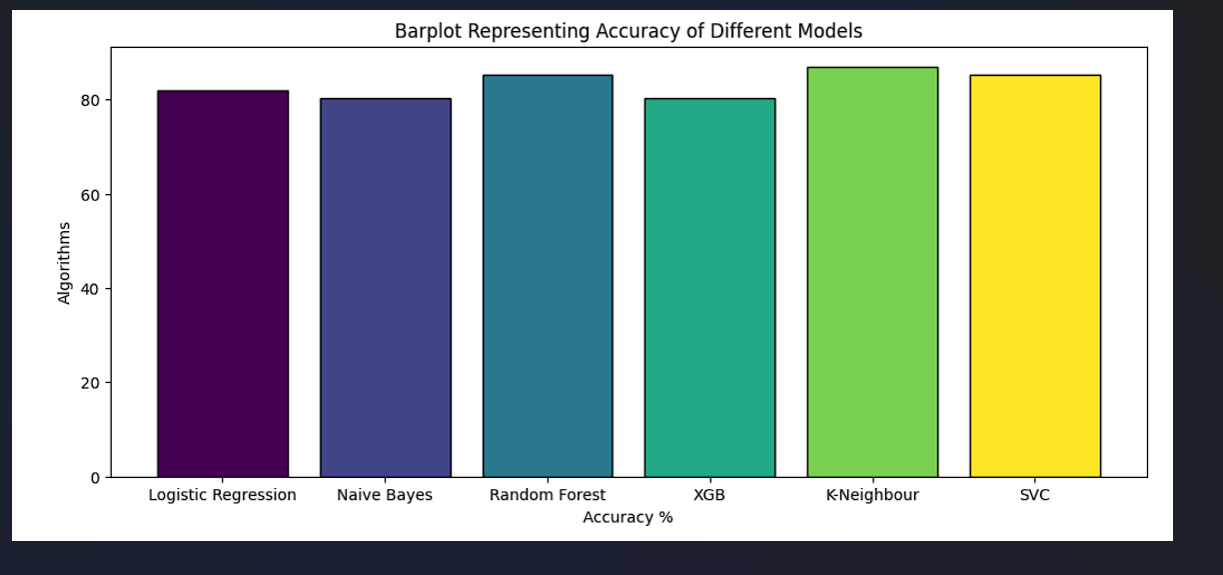 Barplot Representing Accuracy of Different Models
Algorithms
80
60
40
20
0
Logistic Regression Naive Bayes Random Forest XGB K-Neighbour SVC
Accuracy %